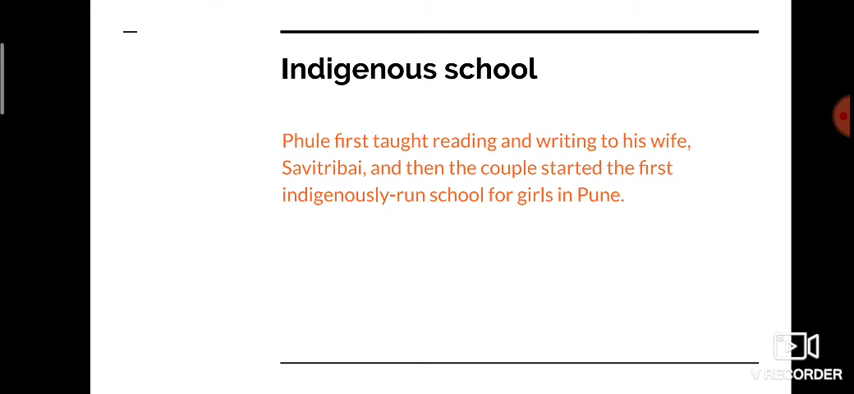 Indigenous school
Phule first taught reading and writing to his wife,
Savitribai, and then the couple started the first
indigenously-run school for girls in Pune.
V RECORDER